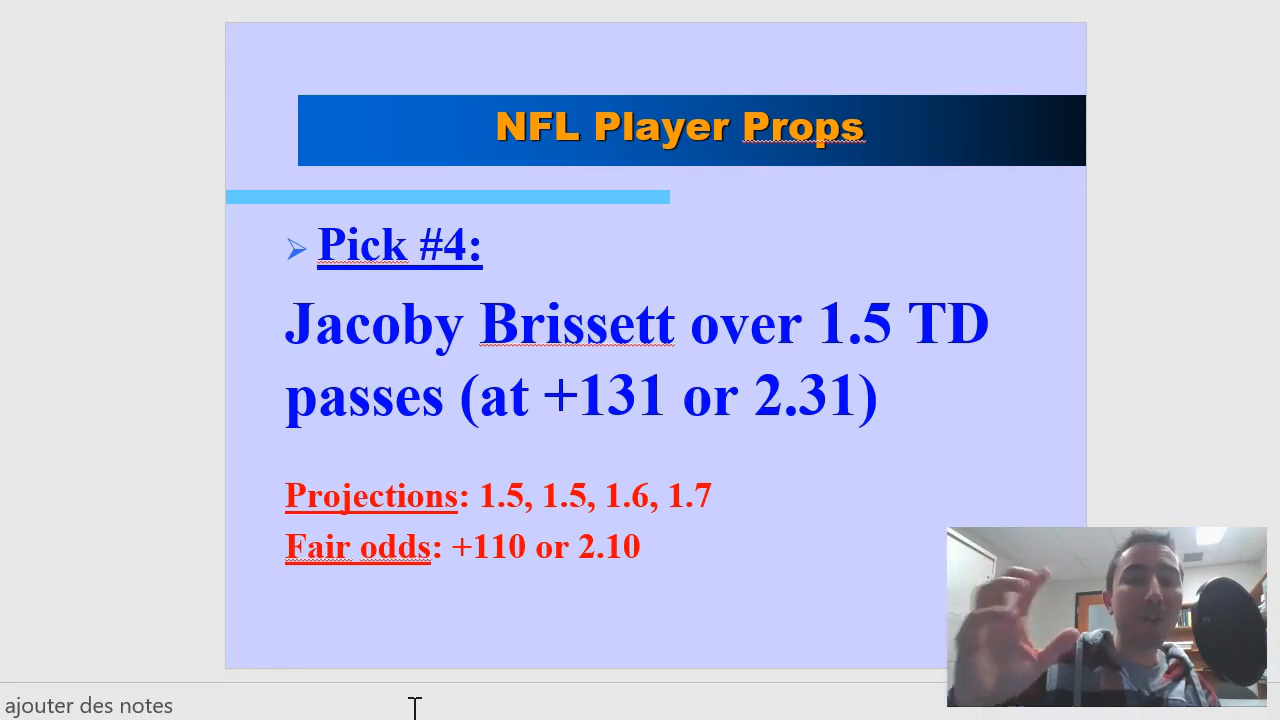 NFL Player Props
Pick #4:
Jacoby Brissett over 1.5 TD
passes (at +131 or 2.31)
Projections: 1.5, 1.5, 1.6, 1.7
Fair odds: +110 or 2.10
ajouter des notes